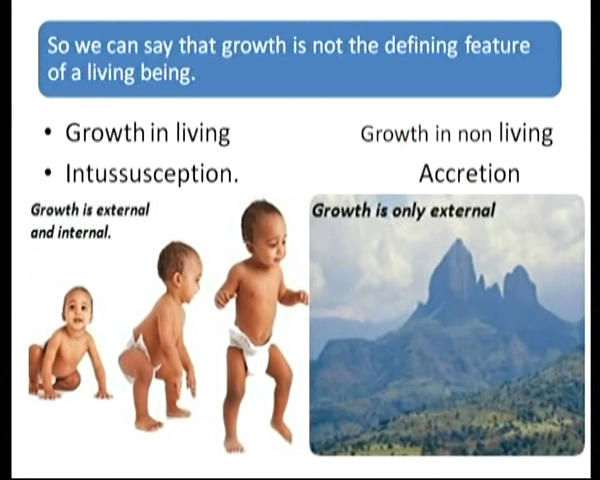 So we can say that growth is not the defining feature
of a living being.
• Growth in living
• Intussusception.
Growth is external
and internal.
Growth in non living
Accretion
Growth is only external